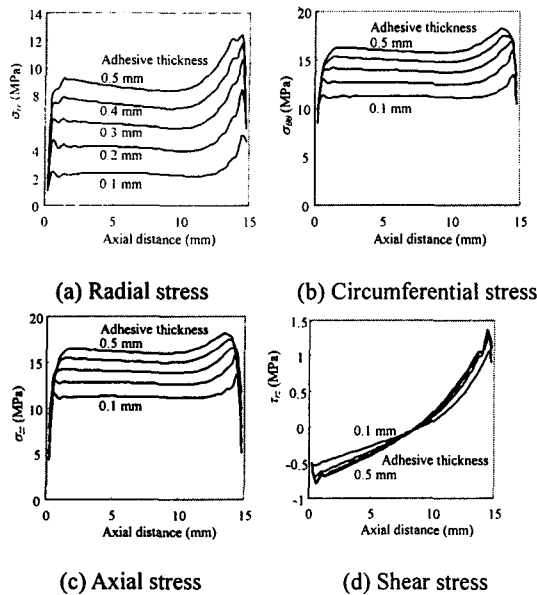 14
12
10
8
6
4
2
0
σrr (MPa)
Adhesive thickness
0.5 mm
0.4 mm
0.3 mm
0.2 mm
0.1 mm
0 5 10 15
Axial distance (mm)
(a) Radial stress
20
15
10
5
0
σθθ (MPa)
Adhesive thickness
0.5 mm
0.1 mm
0 5 10 15
Axial distance (mm)
(b) Circumferential stress
20
15
10
5
0
σzz (MPa)
Adhesive thickness
0.5 mm
0.1 mm
0 5 10 15
Axial distance (mm)
(c) Axial stress
1.5
1
0.5
0
-0.5
-1
τrz (MPa)
0.1 mm
Adhesive thickness
0.5 mm
0 5 10 15
Axial distance (mm)
(d) Shear stress